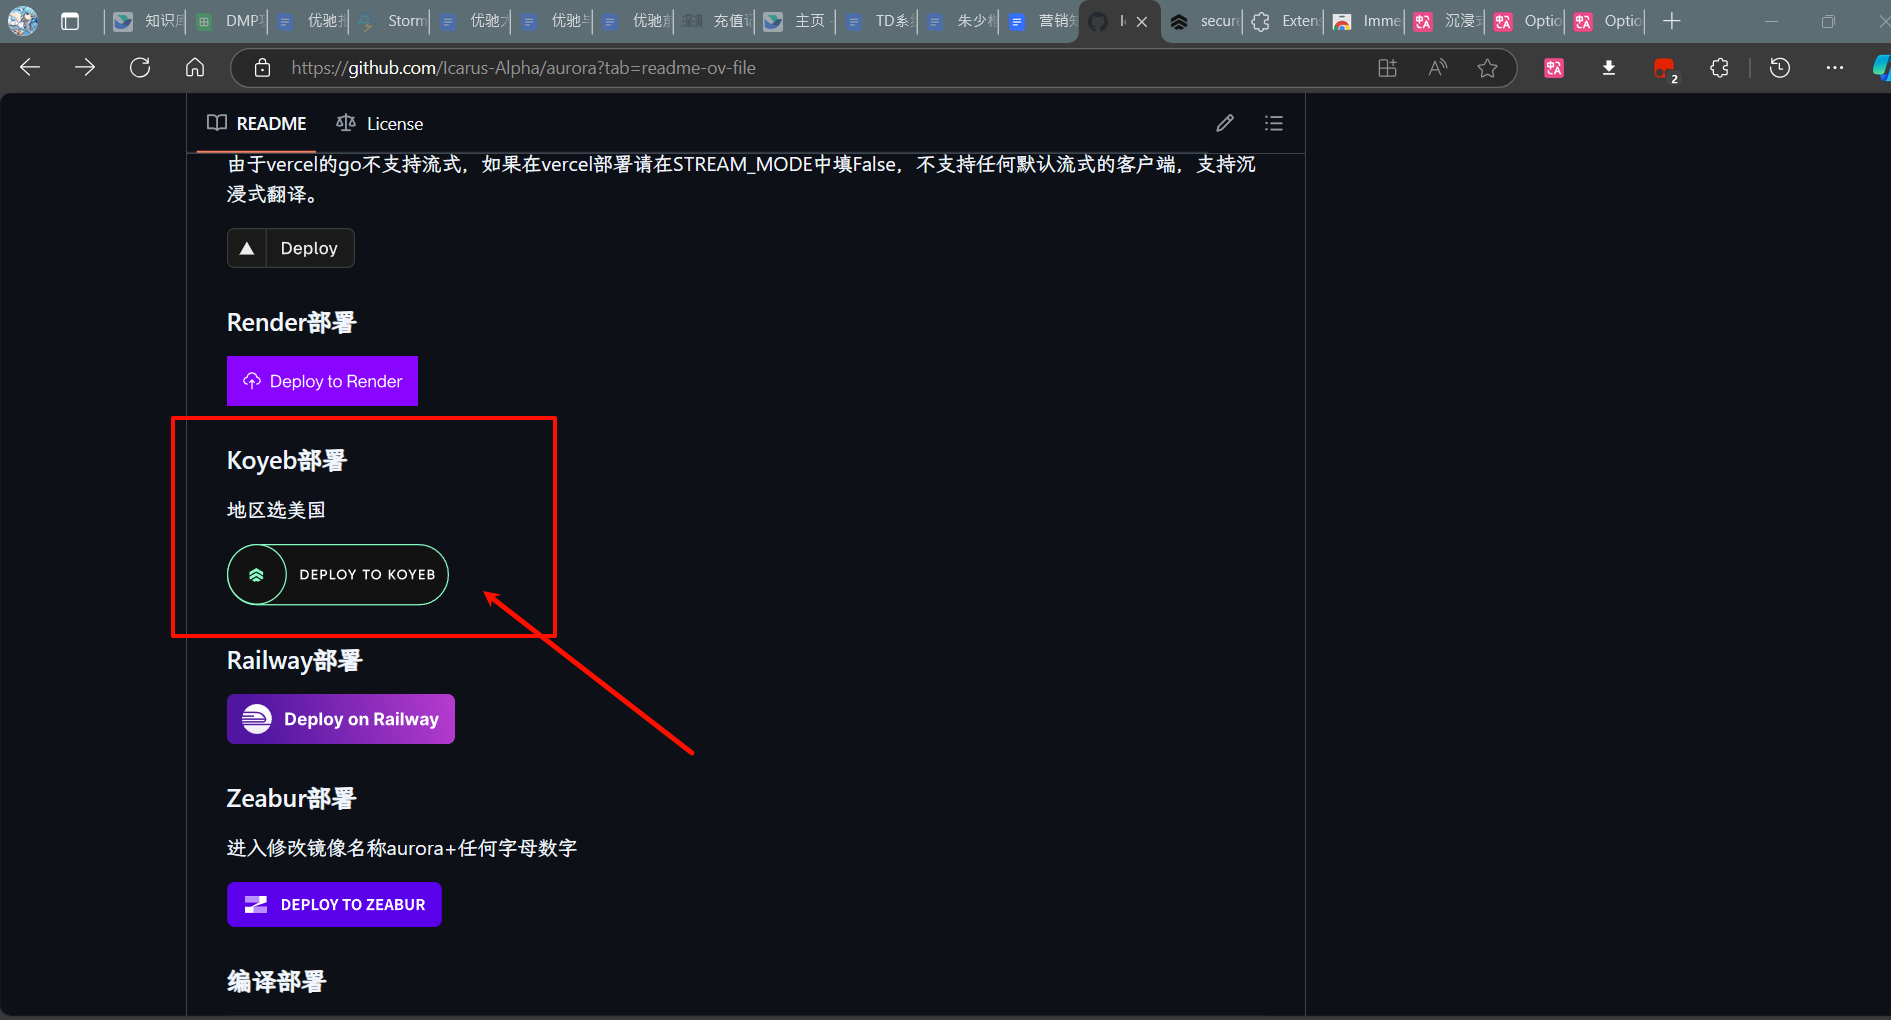 知识库
DMP
优驰
Storm
优驰
优驰
优驰
充值
主页 -
TD系
朱少
营销
secure
Exten
Imme
沉浸
Optio
Optio
https://github.com/Icarus-Alpha/aurora?tab=readme-ov-file
2
README
License
由于vercel的go不支持流式，如果在vercel部署请在STREAM_MODE中填False，不支持任何默认流式的客户端，支持沉
浸式翻译。
Deploy
Render部署
Deploy to Render
Koyeb部署
地区选美国
DEPLOY TO KOYEB
Railway部署
Deploy on Railway
Zeabur部署
进入修改镜像名称aurora+任何字母数字
DEPLOY TO ZEABUR
编译部署